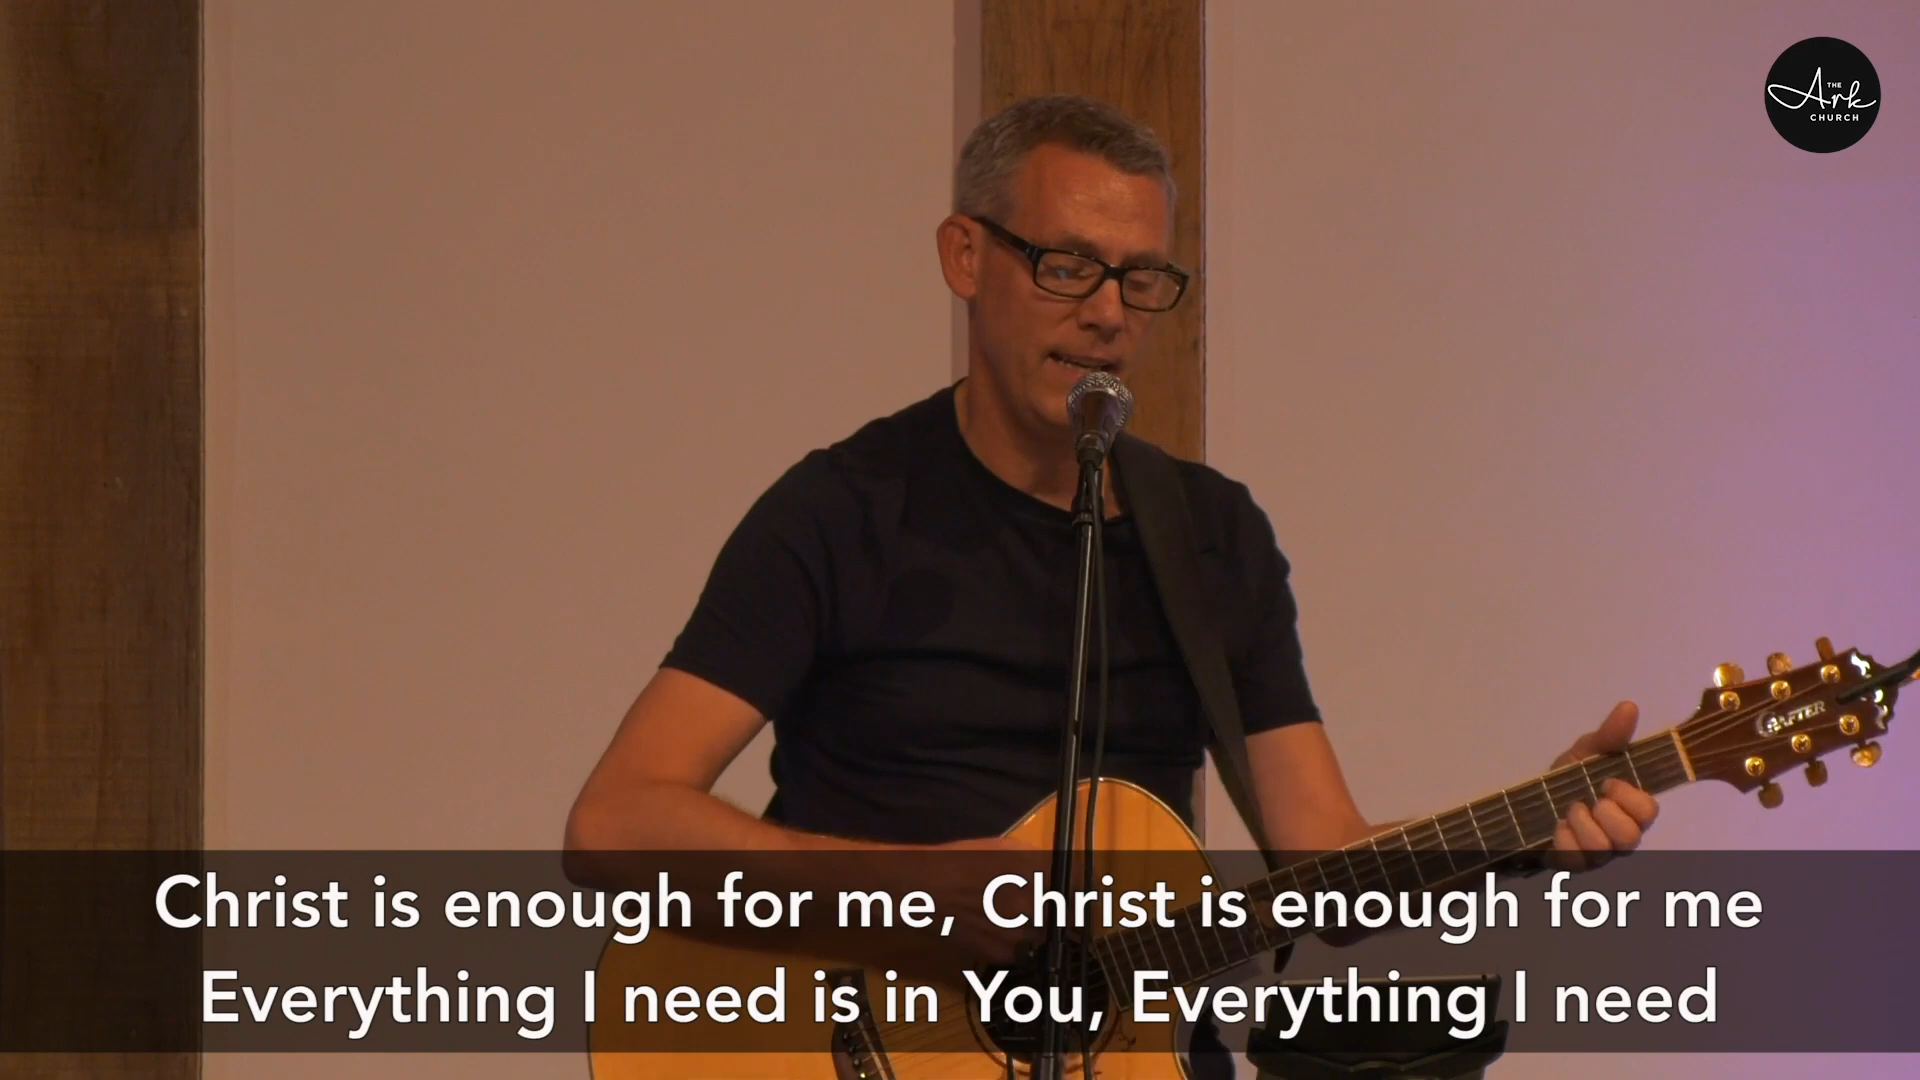 THE
Ark
CHURCH
CRAFTER
Christ is enough for me, Christ is enough for me
Everything I need is in You, Everything I need